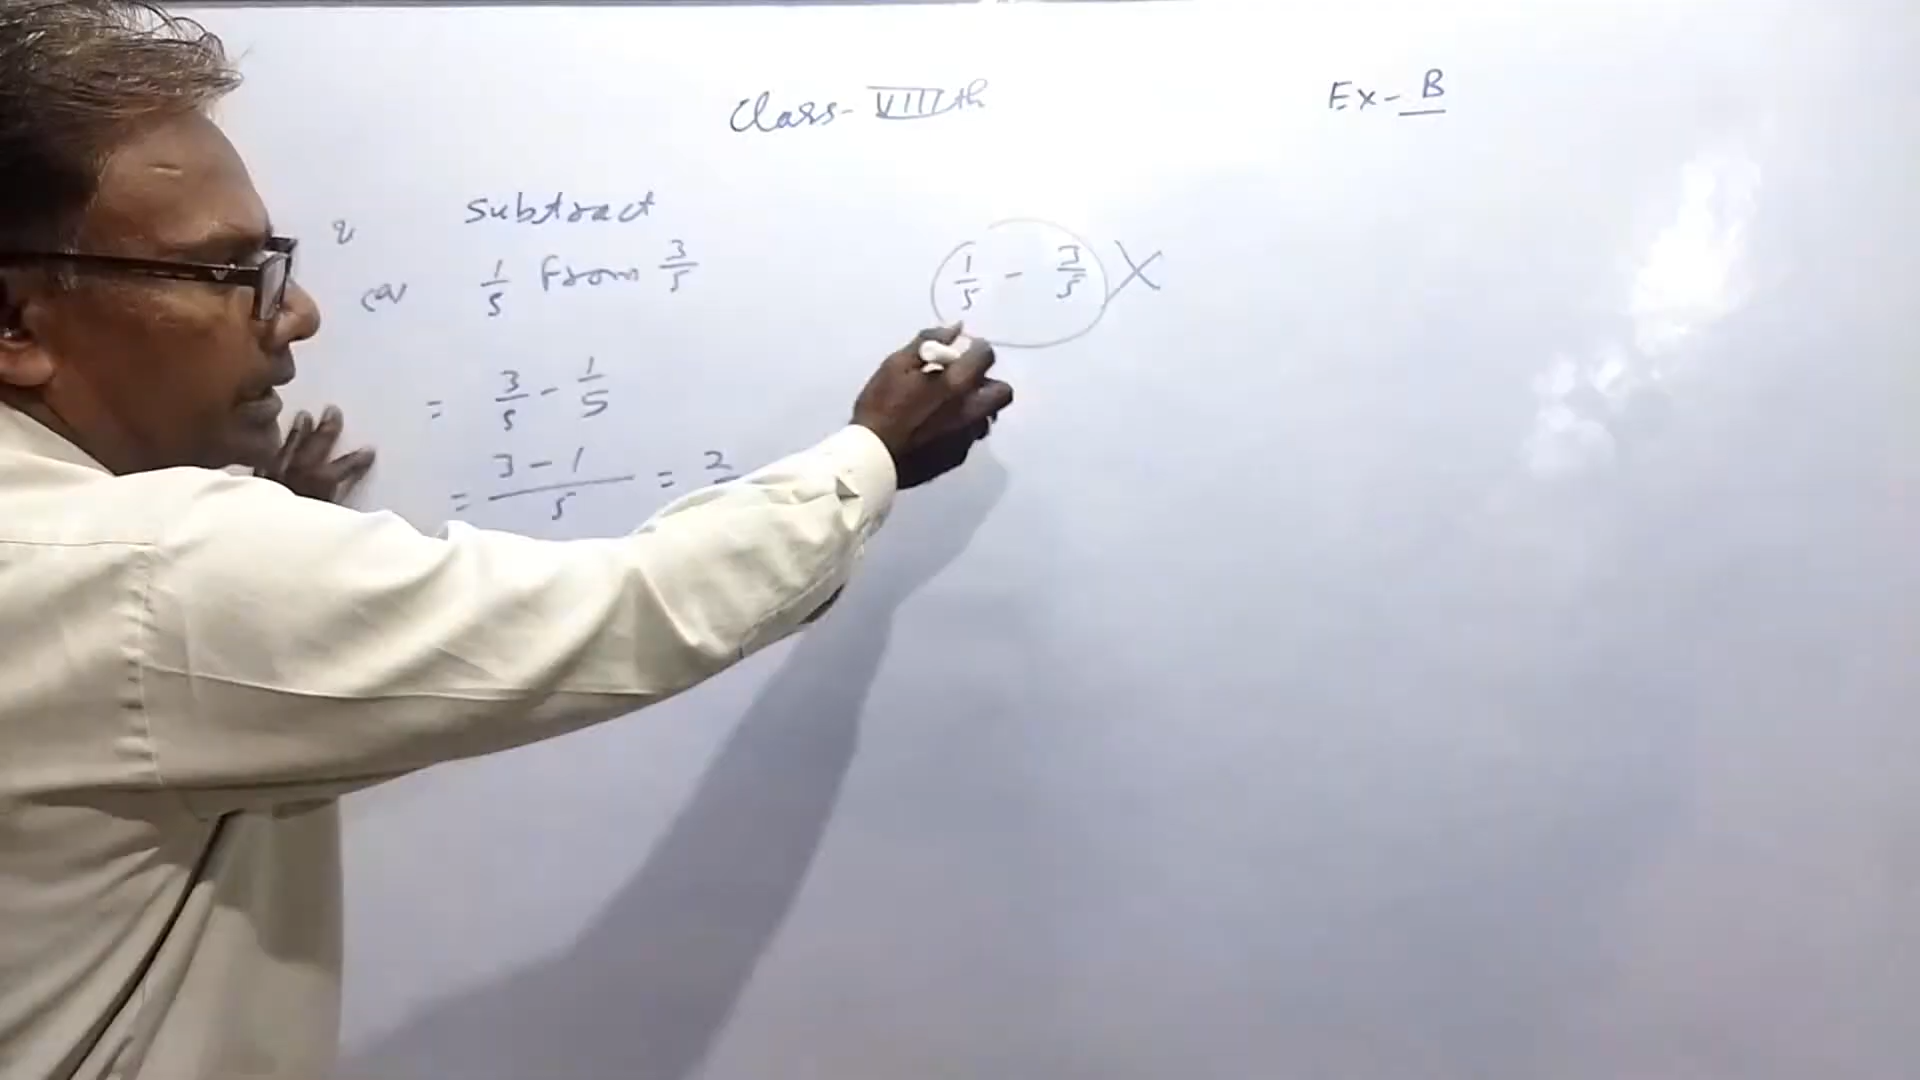 Class- VIIIth
Ex- B
Subtract
(a) 1/5 From 3/5
= 3/5 - 1/5
= 3-1/5 = 2
1/5 - 3/5 X